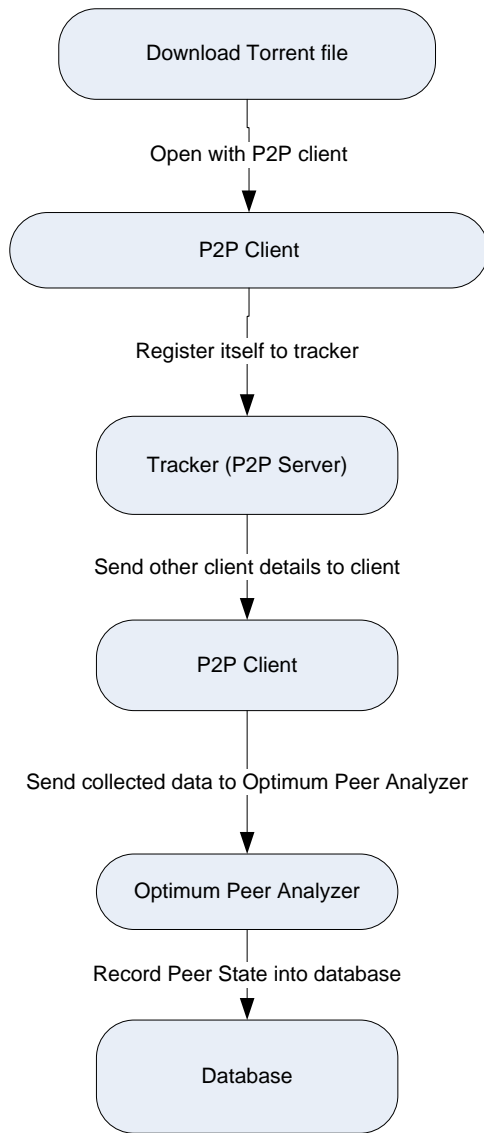 Download Torrent file
Open with P2P client
P2P Client
Register itself to tracker
Tracker (P2P Server)
Send other client details to client
P2P Client
Send collected data to Optimum Peer Analyzer
Optimum Peer Analyzer
Record Peer State into database
Database